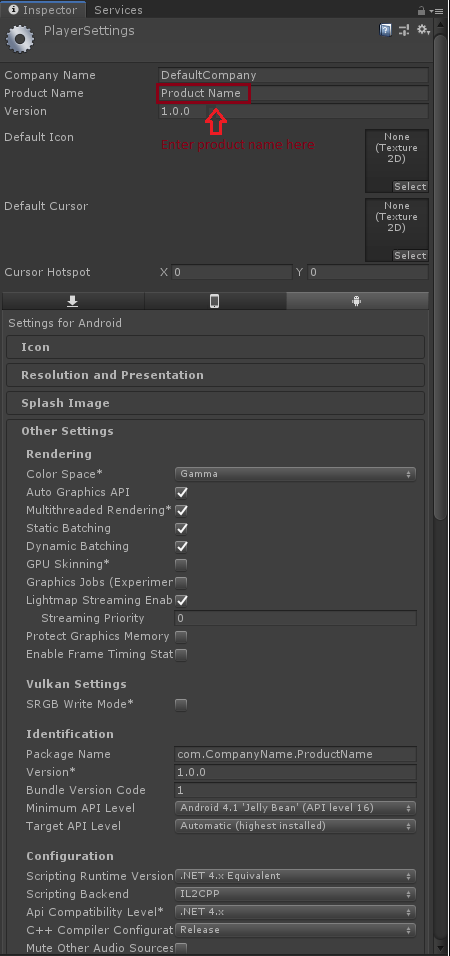 Inspector Services
PlayerSettings
Company Name DefaultCompany
Product Name Product Name
Version 1.0.0
Enter product name here
Default Icon None
(Texture
2D)
Select
Default Cursor None
(Texture
2D)
Select
Cursor Hotspot X 0 Y 0
Settings for Android
Icon
Resolution and Presentation
Splash Image
Other Settings
Rendering
Color Space* Gamma
Auto Graphics API
Multithreaded Rendering*
Static Batching
Dynamic Batching
GPU Skinning*
Graphics Jobs (Experimer
Lightmap Streaming Enab
Streaming Priority 0
Protect Graphics Memory
Enable Frame Timing Stat
Vulkan Settings
SRGB Write Mode*
Identification
Package Name com.CompanyName.ProductName
Version* 1.0.0
Bundle Version Code 1
Minimum API Level Android 4.1 'Jelly Bean' (API level 16)
Target API Level Automatic (highest installed)
Configuration
Scripting Runtime Version .NET 4.x Equivalent
Scripting Backend IL2CPP
Api Compatibility Level* .NET 4.x
C++ Compiler Configurat Release
Mute Other Audio Sources